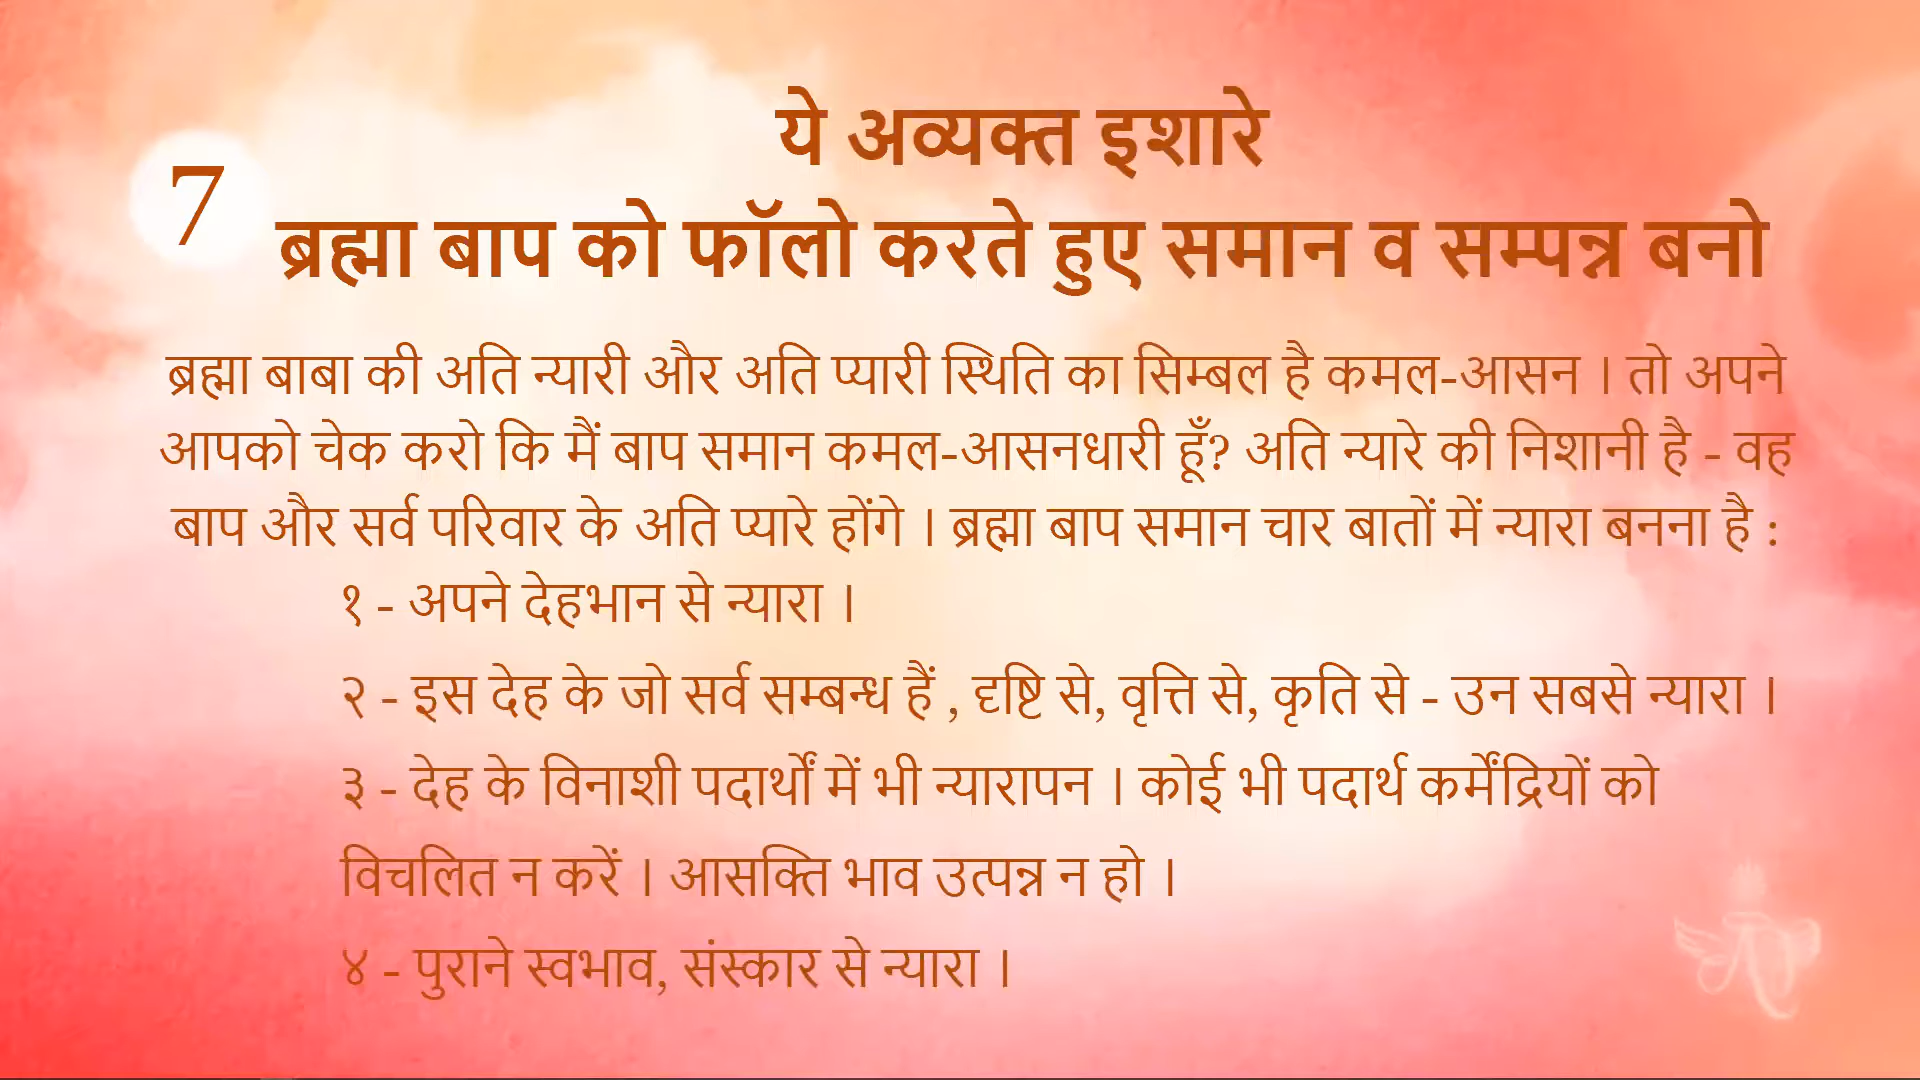 7
ये अव्यक्त इशारे
ब्रह्मा बाप को फॉलो करते हुए समान व सम्पन्न बनो
ब्रह्मा बाबा की अति न्यारी और अति प्यारी स्थिति का सिम्बल है कमल-आसन । तो अपने
आपको चेक करो कि मैं बाप समान कमल-आसनधारी हूँ? अति न्यारे की निशानी है - वह
बाप और सर्व परिवार के अति प्यारे होंगे । ब्रह्मा बाप समान चार बातों में न्यारा बनना है :
१ - अपने देहभान से न्यारा ।
२ - इस देह के जो सर्व सम्बन्ध हैं , दृष्टि से, वृत्ति से, कृति से - उन सबसे न्यारा ।
३ - देह के विनाशी पदार्थों में भी न्यारापन । कोई भी पदार्थ कर्मेंद्रियों को
विचलित न करें । आसक्ति भाव उत्पन्न न हो ।
४ - पुराने स्वभाव, संस्कार से न्यारा ।